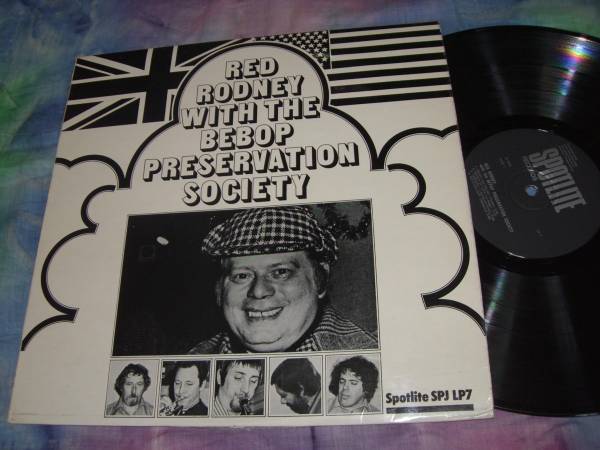 RED
RODNEY
WITH THE
BEBOP
PRESERVATION
SOCIETY
Spotlite SPJ LP7
SPOTLITE